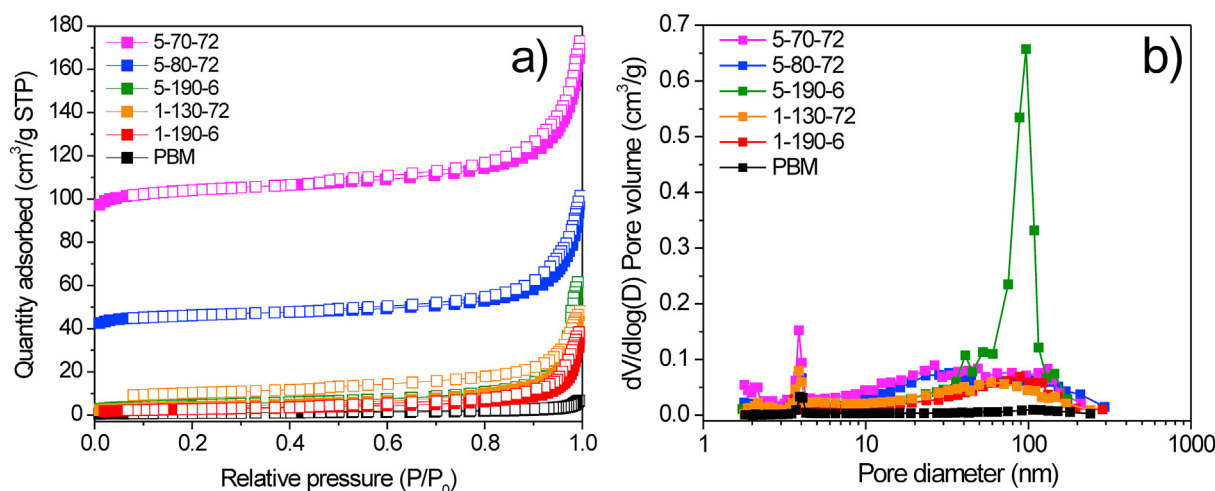 a)
5-70-72
5-80-72
5-190-6
1-130-72
1-190-6
PBM
Quantity adsorbed (cm³/g STP)
180
160
140
120
100
80
60
40
20
0
0.0 0.2 0.4 0.6 0.8 1.0
Relative pressure (P/P₀)
b)
5-70-72
5-80-72
5-190-6
1-130-72
1-190-6
PBM
dV/dlog(D) Pore volume (cm³/g)
0.7
0.6
0.5
0.4
0.3
0.2
0.1
0.0
1 10 100 1000
Pore diameter (nm)